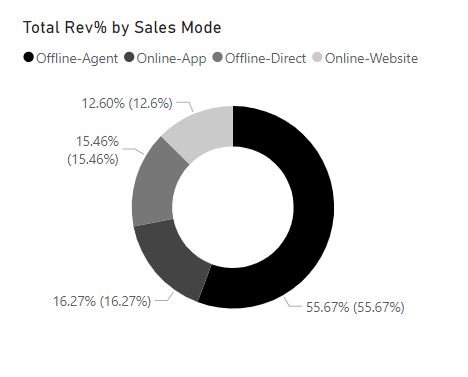 Total Rev% by Sales Mode
Offline-Agent Online-App Offline-Direct Online-Website
12.60% (12.6%)
15.46%
(15.46%)
16.27% (16.27%)
55.67% (55.67%)